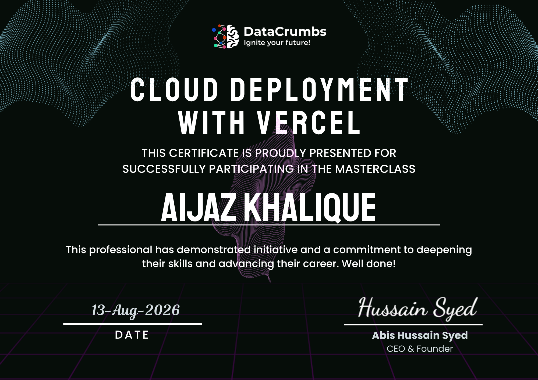 DataCrumbs
Ignite your future!
CLOUD DEPLOYMENT
WITH VERCEL
THIS CERTIFICATE IS PROUDLY PRESENTED FOR
SUCCESSFULLY PARTICIPATING IN THE MASTERCLASS
AIJAZ KHALIQUE
This professional has demonstrated initiative and a commitment to deepening
their skills and advancing their career. Well done!
13-Aug-2026
DATE
Hussain Syed
Abis Hussain Syed
CEO & Founder